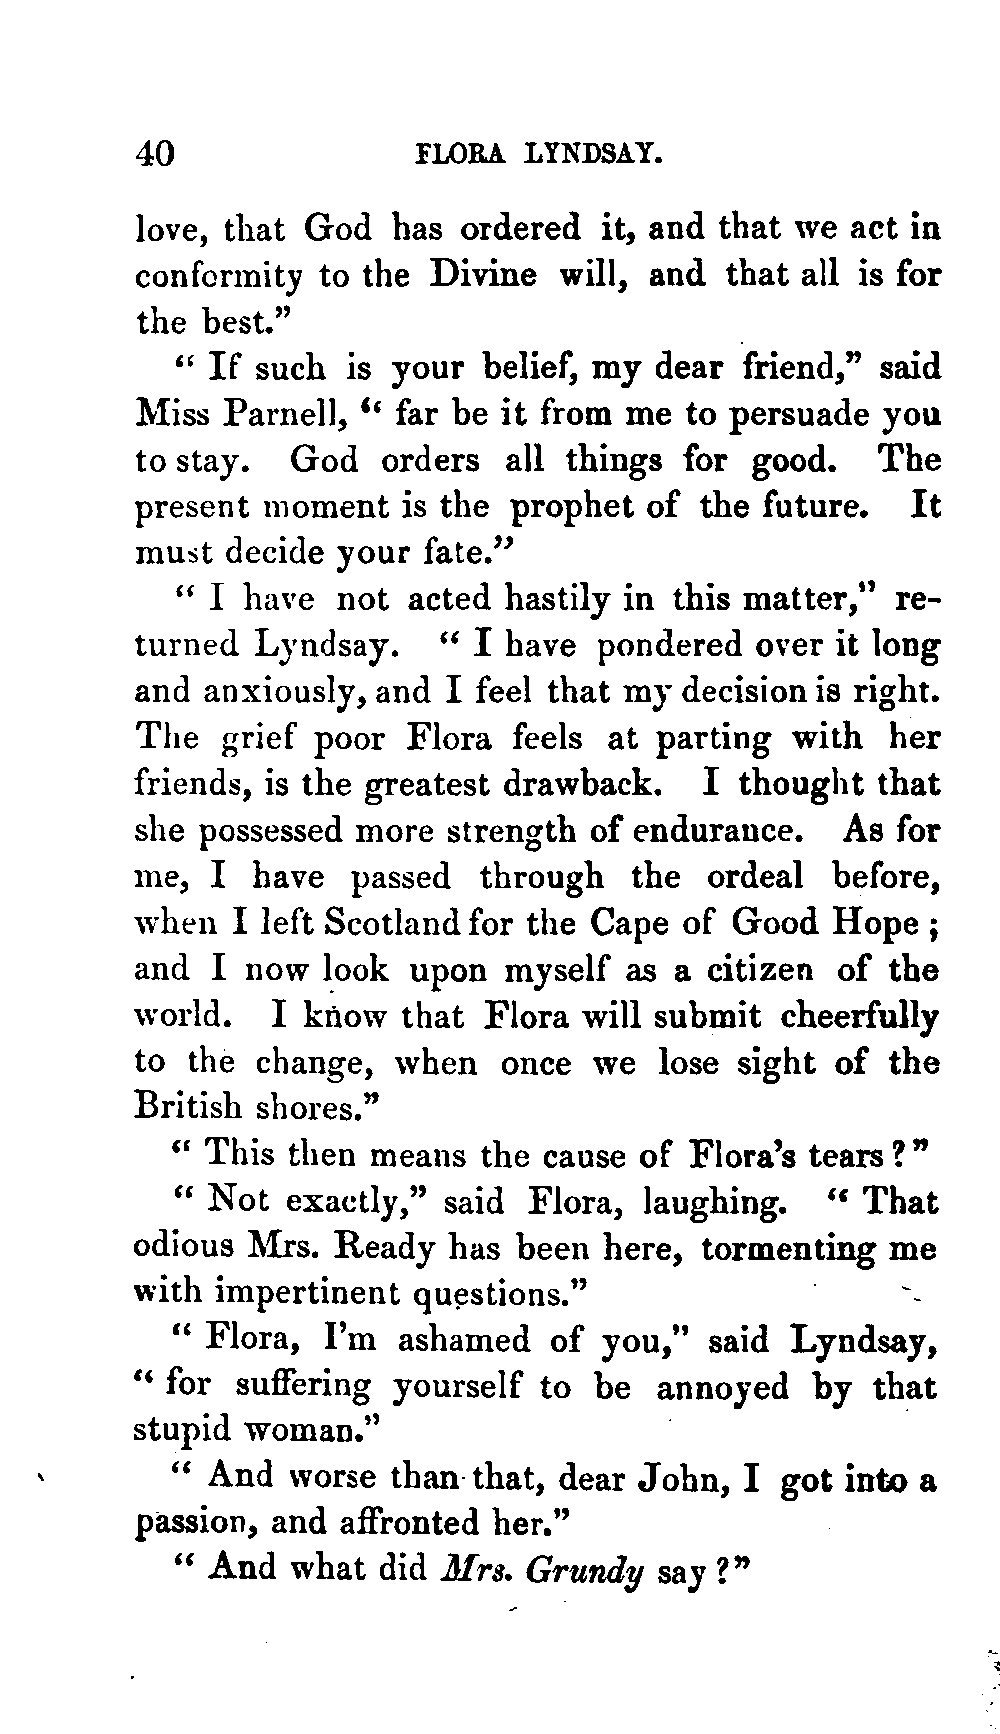 40 FLORA LYNDSAY.
love, that God has ordered it, and that we act in
conformity to the Divine will, and that all is for
the best.”
“ If such is your belief, my dear friend,” said
Miss Parnell, “ far be it from me to persuade you
to stay. God orders all things for good. The
present moment is the prophet of the future. It
must decide your fate.”
“ I have not acted hastily in this matter,” re-
turned Lyndsay. “ I have pondered over it long
and anxiously, and I feel that my decision is right.
The grief poor Flora feels at parting with her
friends, is the greatest drawback. I thought that
she possessed more strength of endurance. As for
me, I have passed through the ordeal before,
when I left Scotland for the Cape of Good Hope ;
and I now look upon myself as a citizen of the
world. I know that Flora will submit cheerfully
to the change, when once we lose sight of the
British shores.”
“ This then means the cause of Flora’s tears ? ”
“ Not exactly,” said Flora, laughing. “ That
odious Mrs. Ready has been here, tormenting me
with impertinent questions.”
“ Flora, I’m ashamed of you,” said Lyndsay,
“ for suffering yourself to be annoyed by that
stupid woman.”
“ And worse than that, dear John, I got into a
passion, and affronted her.”
“ And what did Mrs. Grundy say ?”